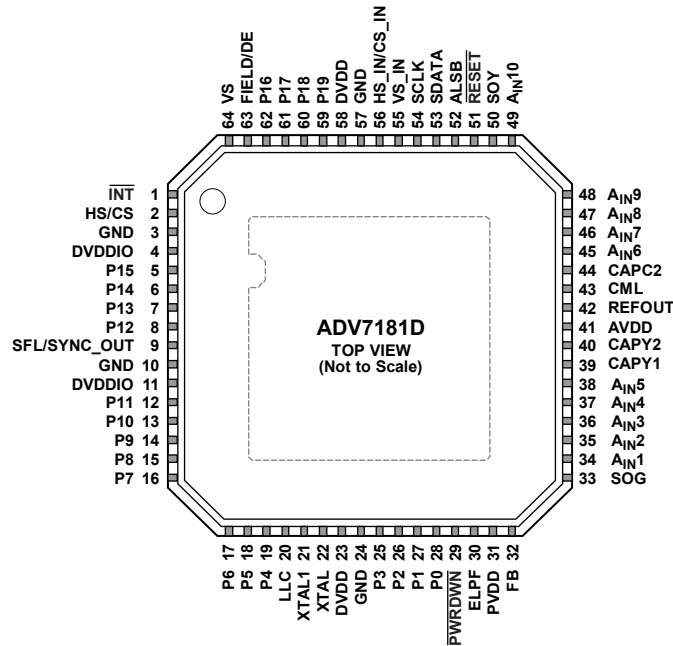 64 VS
63 FIELD/DE
62 P16
61 P17
60 P18
59 P19
58 DVDD
57 GND
56 HS_IN/CS_IN
55 VS_IN
54 SCLK
53 SDATA
52 ALSB
51 RESET
50 SOY
49 AIN10
INT 1
HS/CS 2
GND 3
DVDDIO 4
P15 5
P14 6
P13 7
P12 8
SFL/SYNC_OUT 9
GND 10
DVDDIO 11
P11 12
P10 13
P9 14
P8 15
P7 16
ADV7181D
TOP VIEW
(Not to Scale)
48 AIN9
47 AIN8
46 AIN7
45 AIN6
44 CAPC2
43 CML
42 REFOUT
41 AVDD
40 CAPY2
39 CAPY1
38 AIN5
37 AIN4
36 AIN3
35 AIN2
34 AIN1
33 SOG
P6 17
P5 18
P4 19
LLC 20
XTAL1 21
XTAL 22
DVDD 23
GND 24
P3 25
P2 26
P1 27
P0 28
PWRDWN 29
ELPF 30
PVDD 31
FB 32